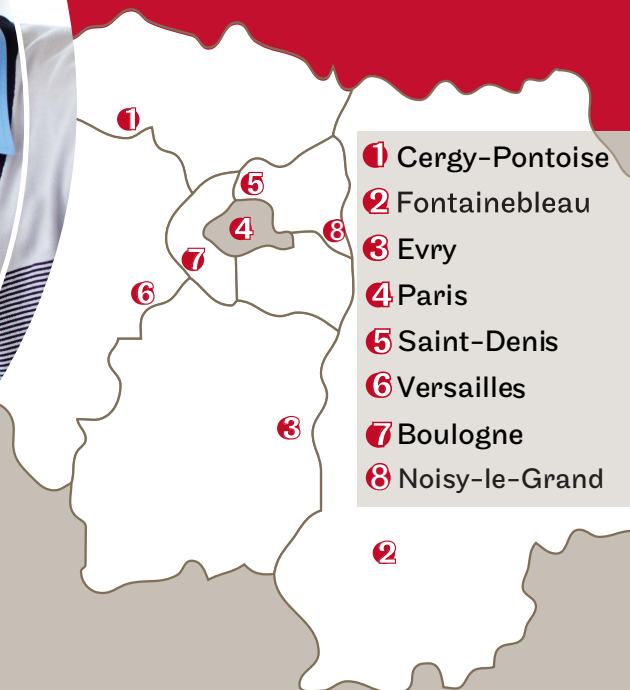 1
5
4
8
7
6
3
2
1 Cergy-Pontoise
2 Fontainebleau
3 Evry
4 Paris
5 Saint-Denis
6 Versailles
7 Boulogne
8 Noisy-le-Grand